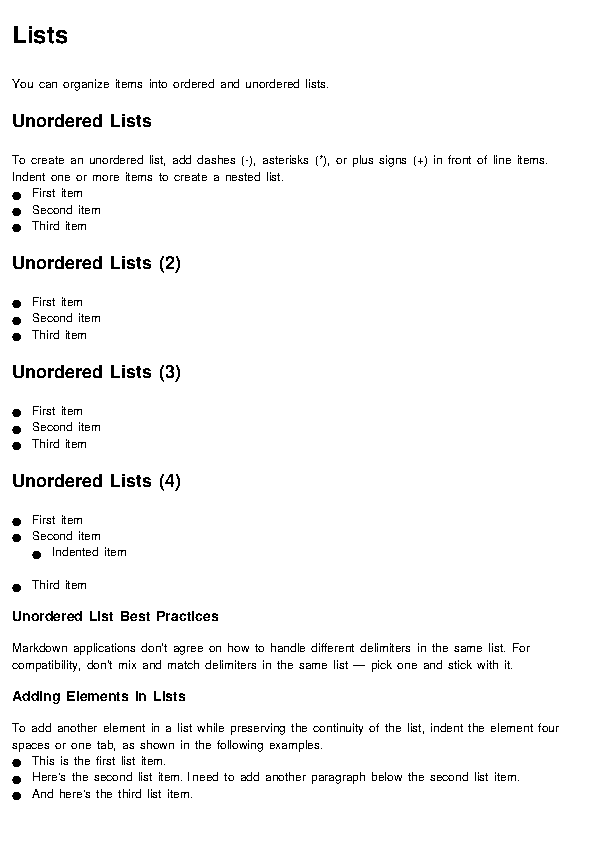 Lists
You can organize items into ordered and unordered lists.
Unordered Lists
To create an unordered list, add dashes (-), asterisks (*), or plus signs (+) in front of line items.
Indent one or more items to create a nested list.
● First item
● Second item
● Third item
Unordered Lists (2)
● First item
● Second item
● Third item
Unordered Lists (3)
● First item
● Second item
● Third item
Unordered Lists (4)
● First item
● Second item
● Indented item
● Third item
Unordered List Best Practices
Markdown applications don't agree on how to handle different delimiters in the same list. For
compatibility, don't mix and match delimiters in the same list — pick one and stick with it.
Adding Elements in Lists
To add another element in a list while preserving the continuity of the list, indent the element four
spaces or one tab, as shown in the following examples.
● This is the first list item.
● Here's the second list item. I need to add another paragraph below the second list item.
● And here's the third list item.